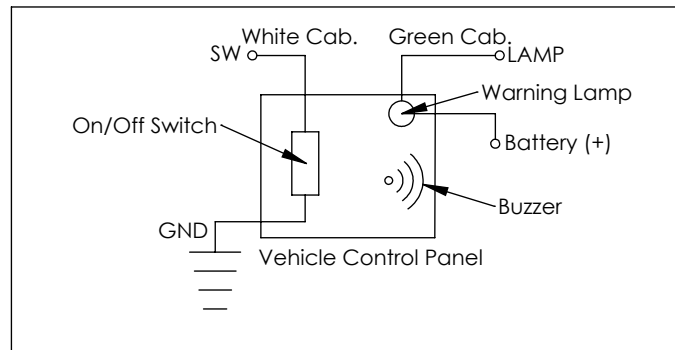 White Cab.
Green Cab.
SW
LAMP
Warning Lamp
On/Off Switch
Battery (+)
Buzzer
GND
Vehicle Control Panel